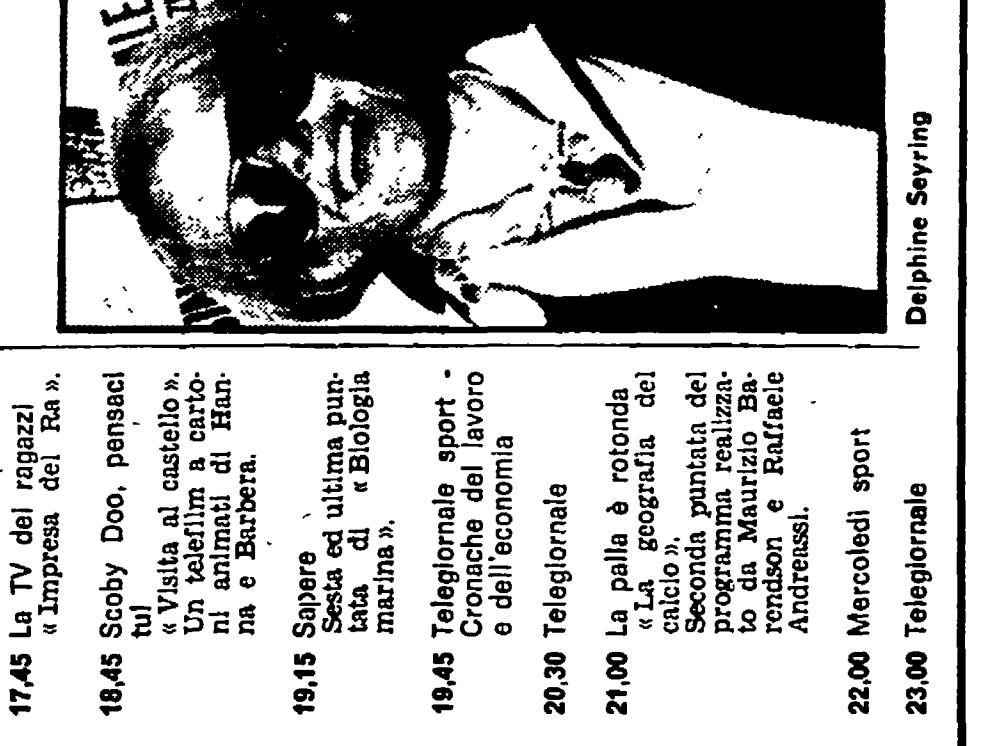 17,45 La TV dei ragazzi
« Impresa del Ra ».
18,45 Scoby Doo, pensaci
tu!
« Visita al castello ».
Un telefilm a carto-
ni animati di Han-
na e Barbera.
19,15 Sapere
Sesta ed ultima pun-
tata di « Biologia
marina ».
19,45 Telegiornale sport -
Cronache del lavoro
e dell'economia
20,30 Telegiornale
21,00 La palla è rotonda
« La geografia del
calcio ».
Seconda puntata del
programma realizza-
to da Maurizio Ba-
rendson e Raffaele
Andreassi.
22,00 Mercoledì sport
23,00 Telegiornale
Delphine Seyring